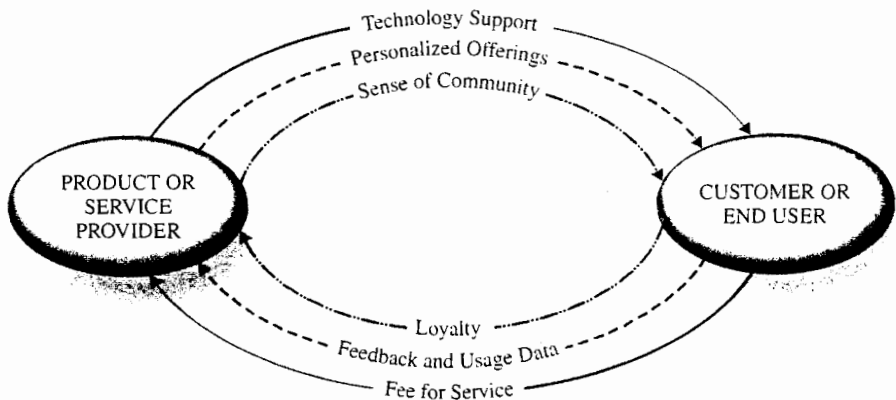 Technology Support
Personalized Offerings
Sense of Community
PRODUCT OR
SERVICE
PROVIDER
CUSTOMER OR
END USER
Loyalty
Feedback and Usage Data
Fee for Service